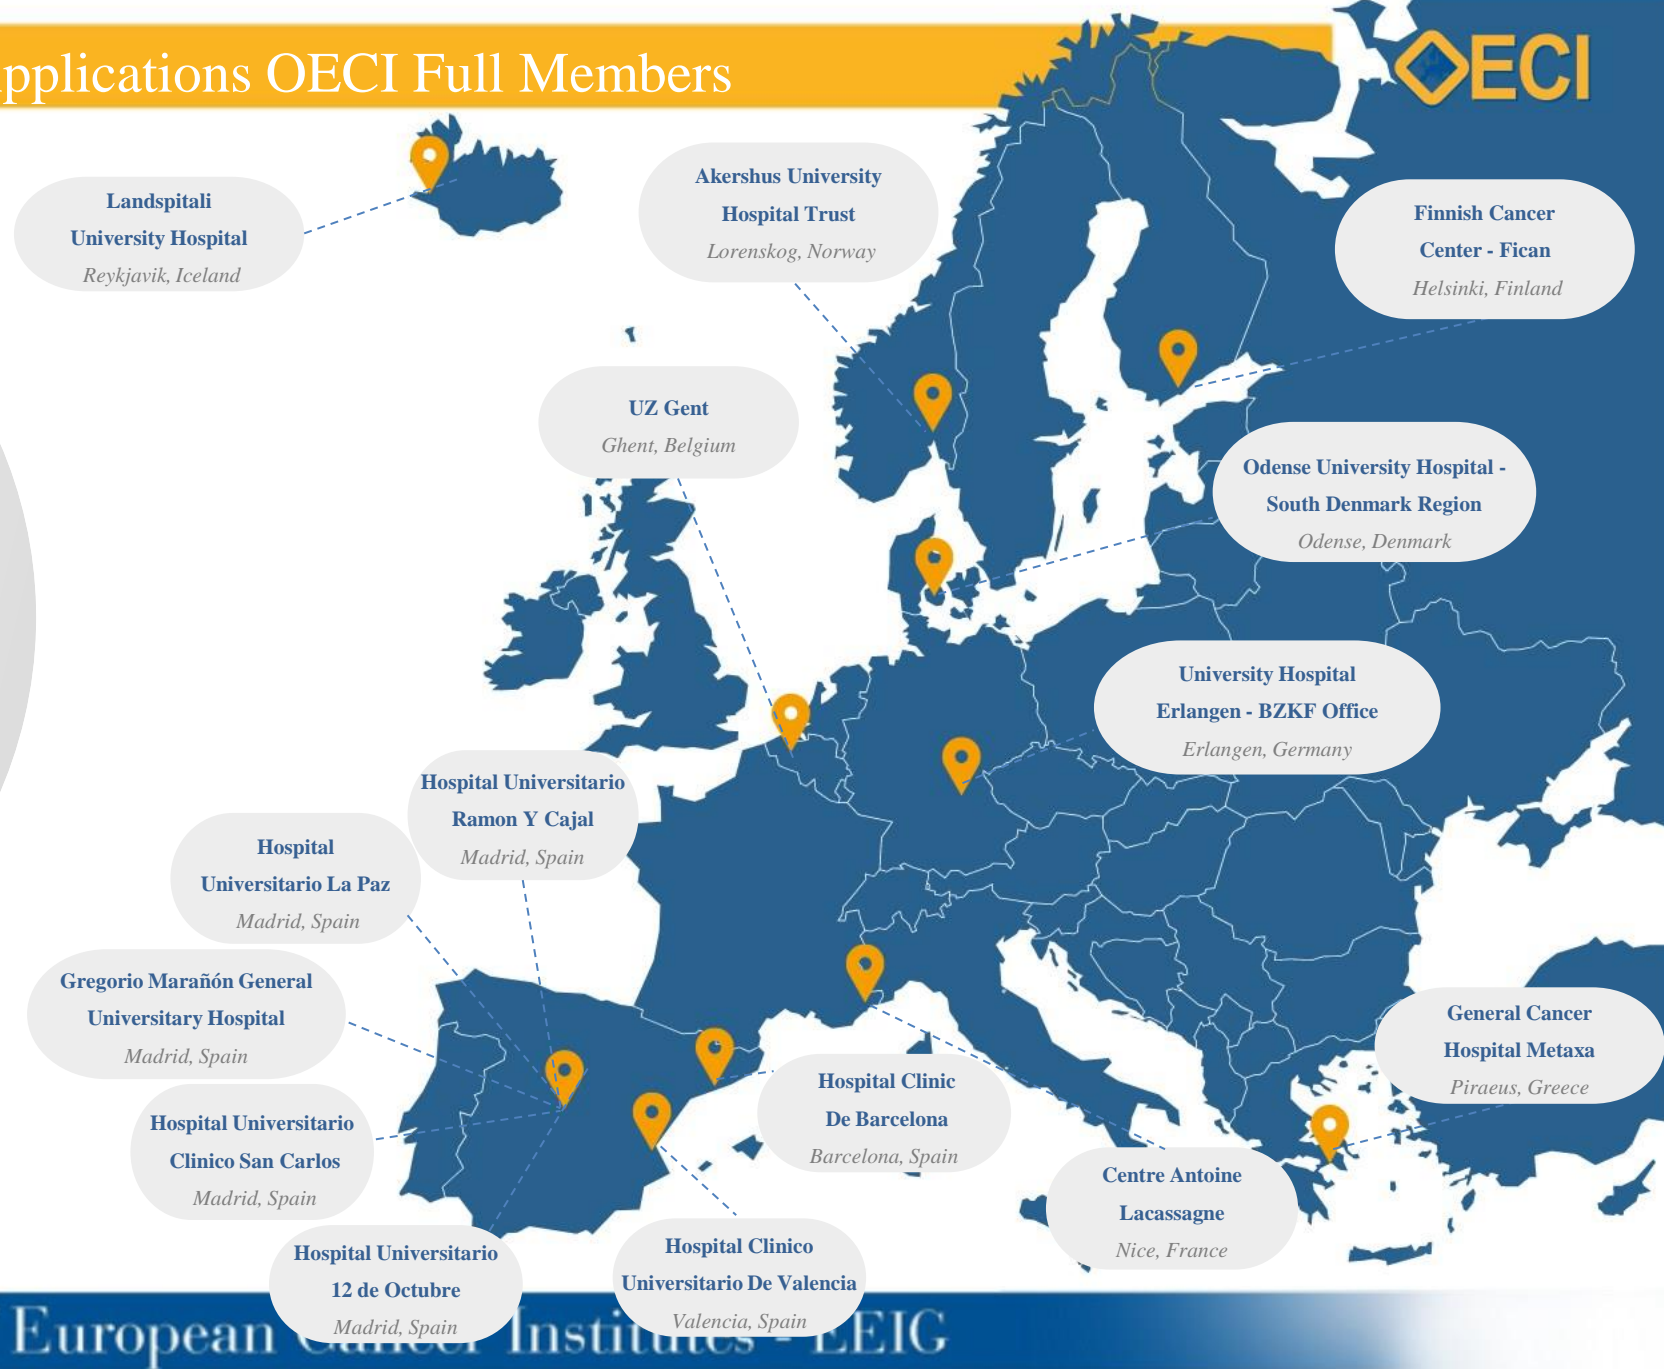 pplications OECI Full Members
OECI
Landspitali
University Hospital
Reykjavik, Iceland
Akershus University
Hospital Trust
Lorenskog, Norway
Finnish Cancer
Center - Fican
Helsinki, Finland
UZ Gent
Ghent, Belgium
Odense University Hospital -
South Denmark Region
Odense, Denmark
University Hospital
Erlangen - BZKF Office
Erlangen, Germany
Hospital Universitario
Ramon Y Cajal
Madrid, Spain
Hospital
Universitario La Paz
Madrid, Spain
Gregorio Marañón General
Universitary Hospital
Madrid, Spain
General Cancer
Hospital Metaxa
Piraeus, Greece
Hospital Clinic
De Barcelona
Barcelona, Spain
Hospital Universitario
Clinico San Carlos
Madrid, Spain
Centre Antoine
Lacassagne
Nice, France
Hospital Universitario
12 de Octubre
Madrid, Spain
Hospital Clinico
Universitario De Valencia
Valencia, Spain
European Cancer Institutes - EEIG